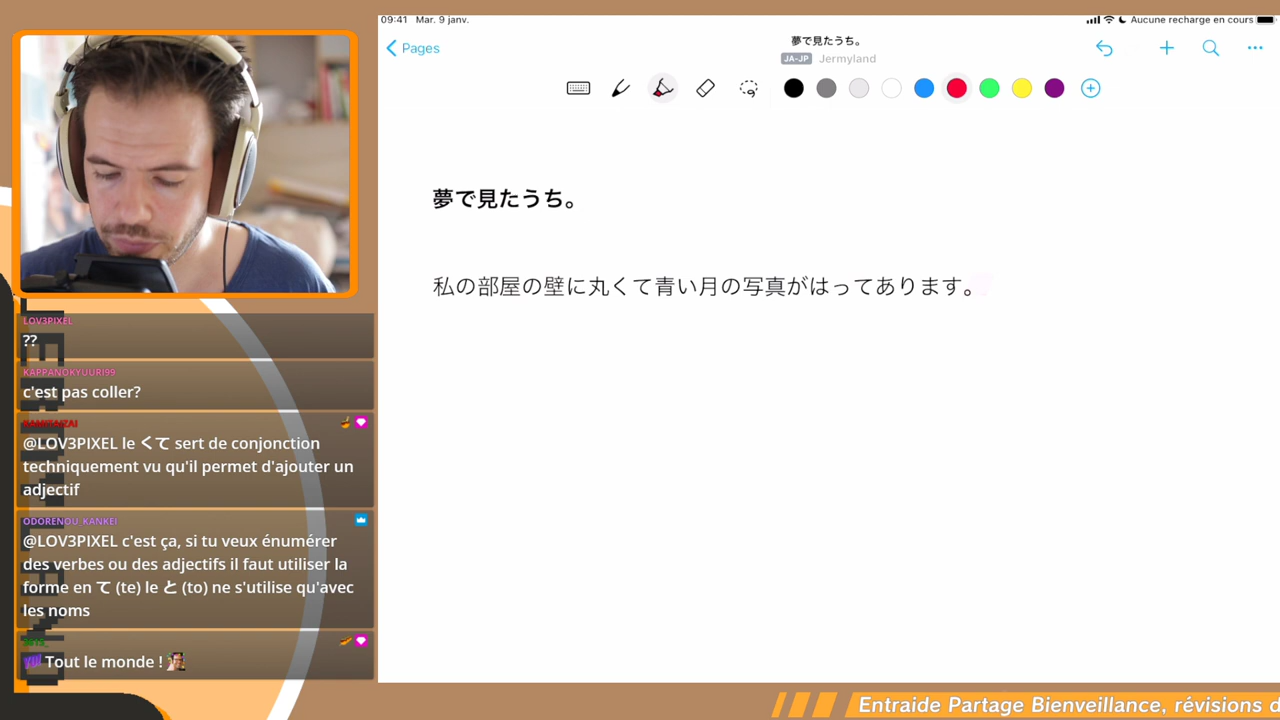 09:41 Mar. 9 janv.
Aucune recharge en cours
Pages
夢で見たうち。
JA-JP Jermyland
夢で見たうち。
私の部屋の壁に丸くて青い月の写真がはってあります。
LOV3PIXEL
??
KAPPANOKYUURI99
c'est pas coller?
@LOV3PIXEL le くて sert de conjonction
techniquement vu qu'il permet d'ajouter un
adjectif
ODORENOU_KANKEI
@LOV3PIXEL c'est ça, si tu veux énumérer
des verbes ou des adjectifs il faut utiliser la
forme en て (te) le と (to) ne s'utilise qu'avec
les noms
Tout le monde !
Entraide Partage Bienveillance, révisions d